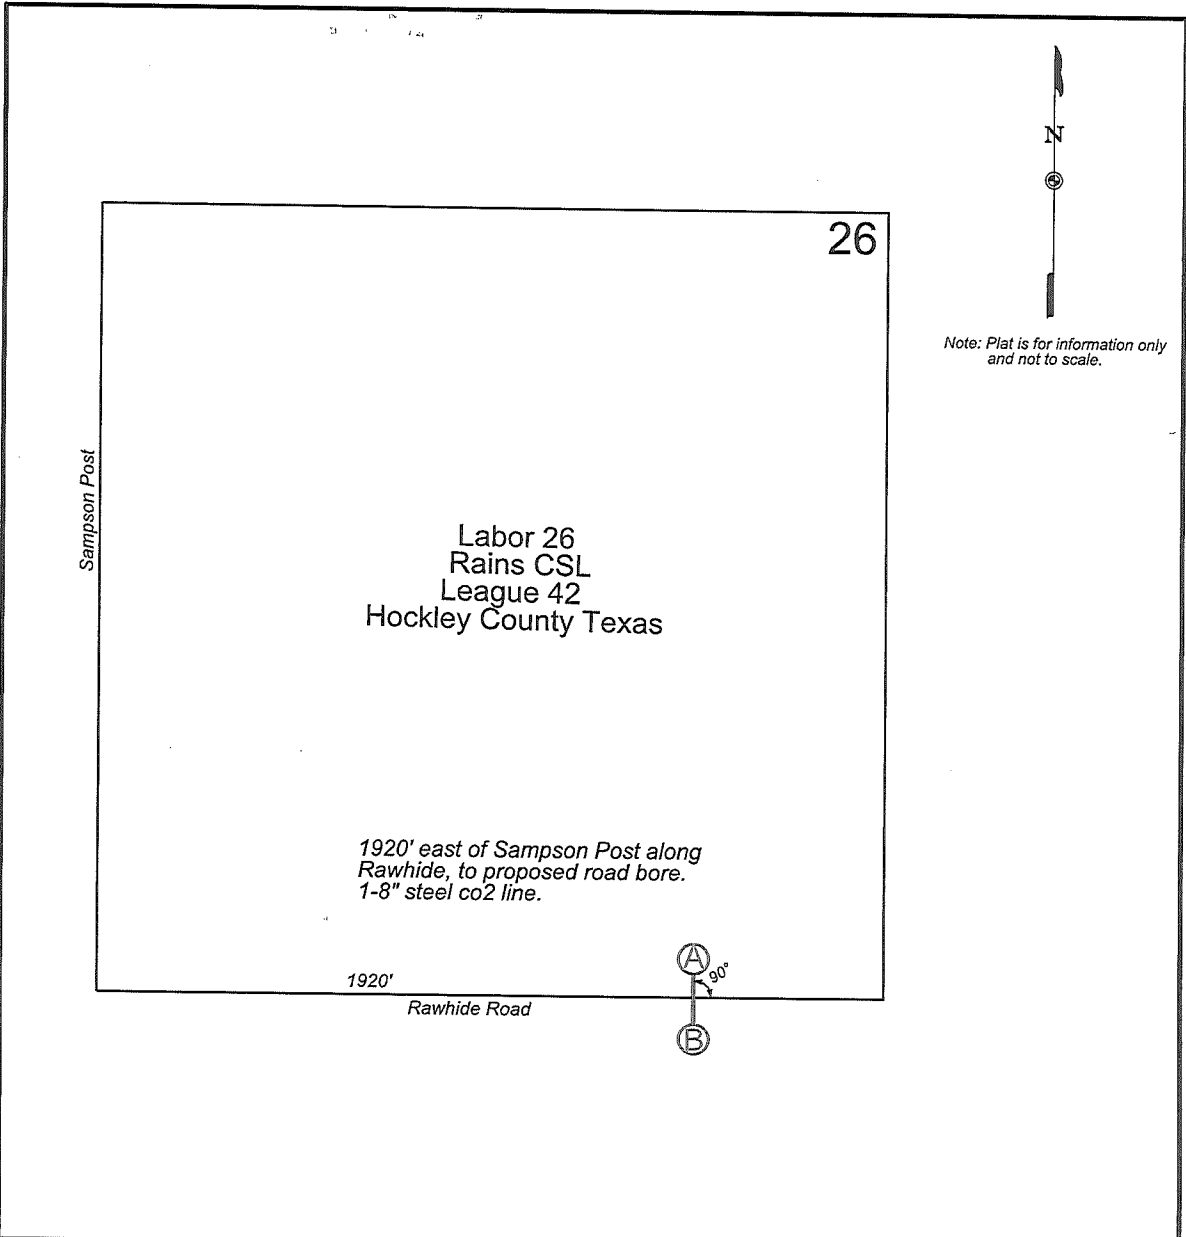 N
26
Note: Plat is for information only
and not to scale.
Sampson Post
Labor 26
Rains CSL
League 42
Hockley County Texas
1920' east of Sampson Post along
Rawhide, to proposed road bore.
1-8" steel co2 line.
A
90°
1920'
Rawhide Road
B